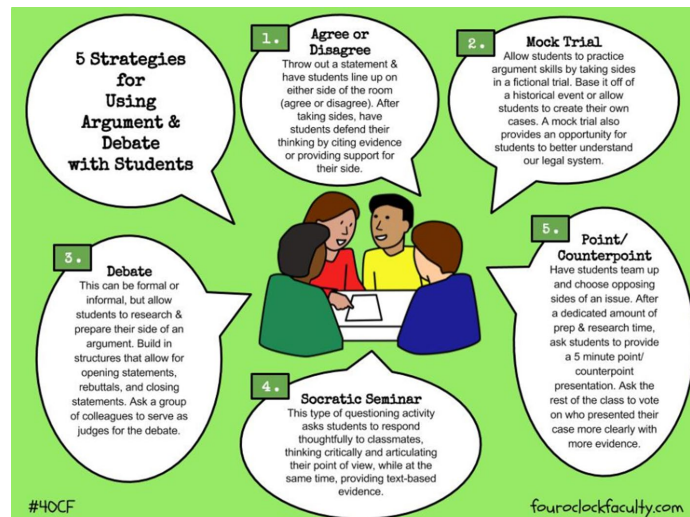 5 Strategies
for
Using
Argument &
Debate
with Students
1.
Agree or
Disagree
Throw out a statement &
have students line up on
either side of the room
(agree or disagree). After
taking sides, have
students defend their
thinking by citing evidence
or providing support for
their side.
2.
Mock Trial
Allow students to practice
argument skills by taking sides
in a fictional trial. Base it off of
a historical event or allow
students to create their own
cases. A mock trial also
provides an opportunity for
students to better understand
our legal system.
3.
Debate
This can be formal or
informal, but allow
students to research &
prepare their side of an
argument. Build in
structures that allow for
opening statements,
rebuttals, and closing
statements. Ask a group
of colleagues to serve as
judges for the debate.
4.
Socratic Seminar
This type of questioning activity
asks students to respond
thoughtfully to classmates,
thinking critically and articulating
their point of view, while at the
same time, providing text-based
evidence.
5.
Point/
Counterpoint
Have students team up
and choose opposing
sides of an issue. After
a dedicated amount of
prep & research time,
ask students to provide
a 5 minute point/
counterpoint
presentation. Ask the
rest of the class to vote
on who presented their
case more clearly with
more evidence.
#4OCF
fouroclockfaculty.com